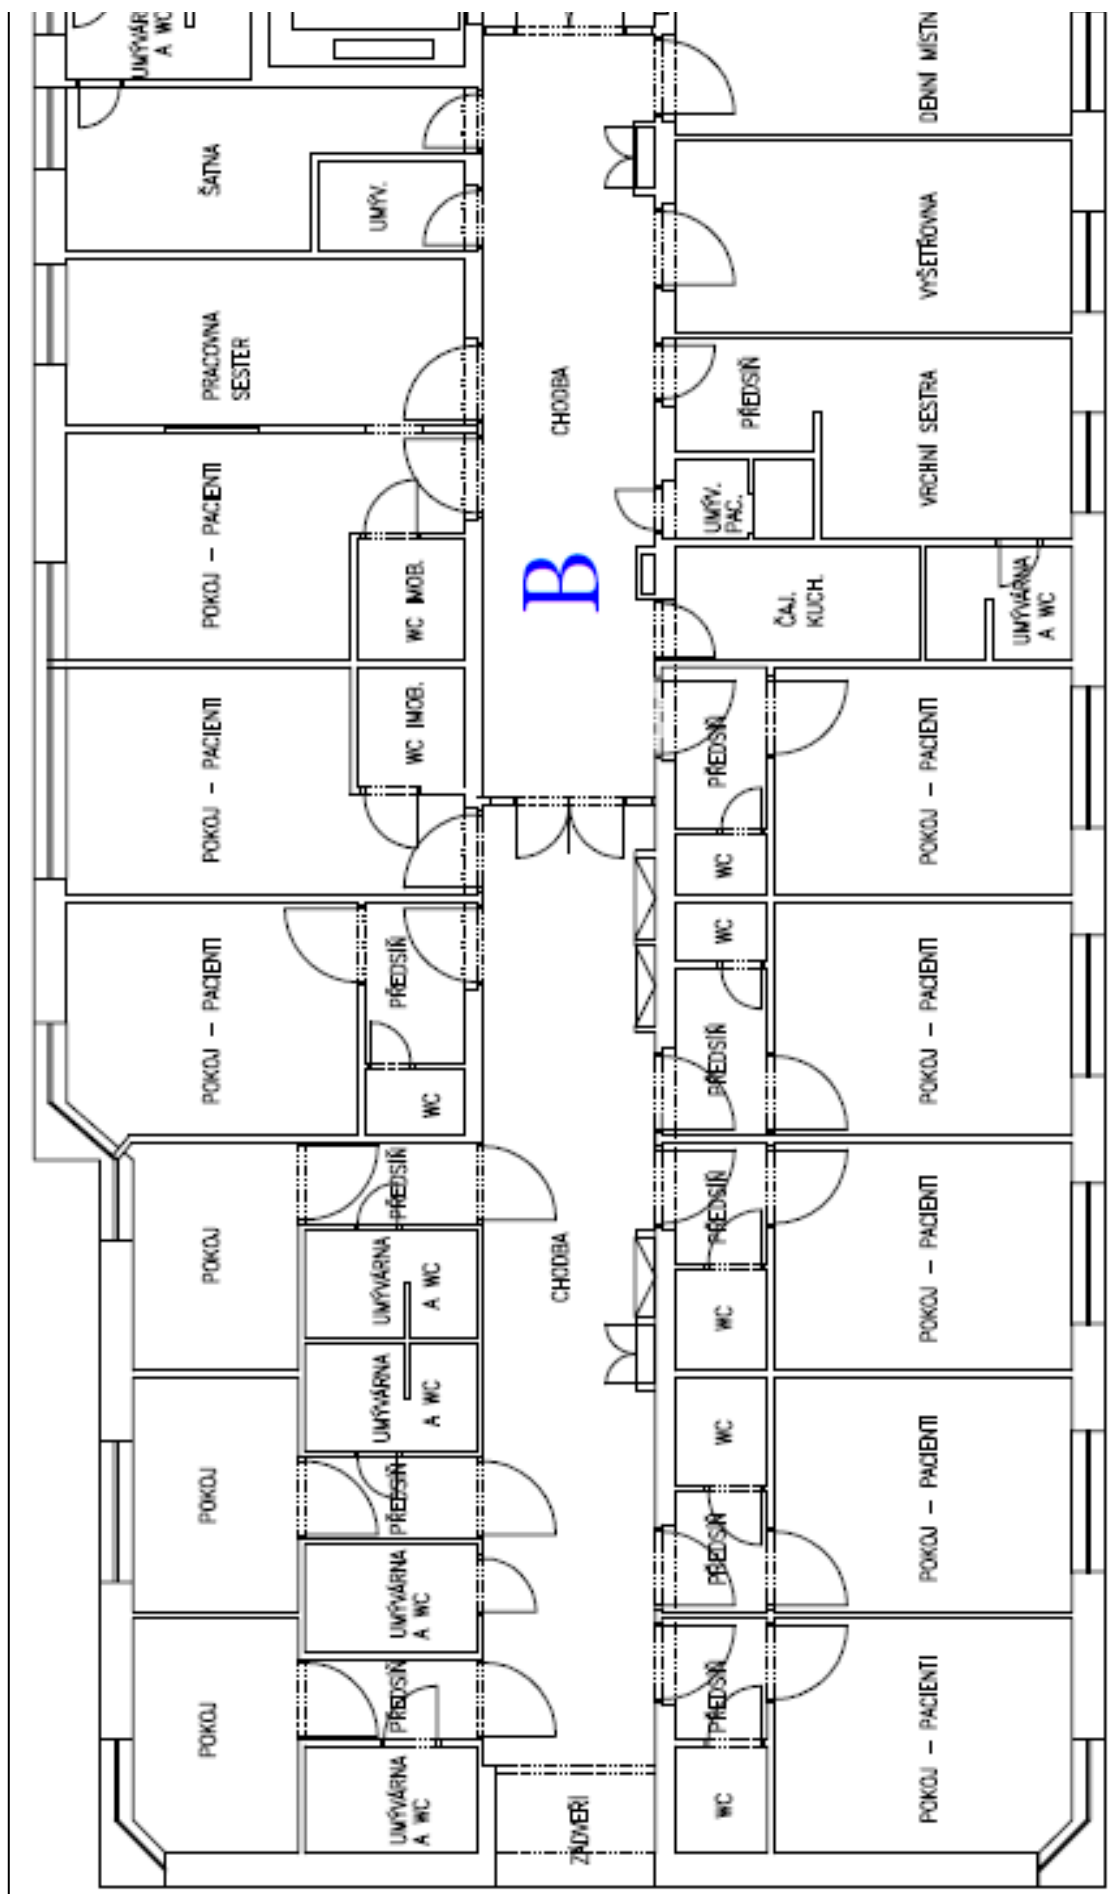 UMÝVÁR
A WC
ŠATNA
UMÝV.
PRACOVNA
SESTER
POKOJ – PACIENTI
WC IMOB.
POKOJ – PACIENTI
WC IMOB.
POKOJ – PACIENTI
PŘEDSÍŇ
WC
POKOJ
PŘEDSÍŇ
UMÝVÁRNA
A WC
UMÝVÁRNA
A WC
POKOJ
PŘEDSÍŇ
UMÝVÁRNA
A WC
POKOJ
PŘEDSÍŇ
UMÝVÁRNA
A WC
CHODBA
B
CHODBA
ZÁDVEŘÍ
DENNÍ MÍSTN
VYŠETŘOVNA
PŘEDSÍŇ
VRCHNÍ SESTRA
UMÝV.
PAC.
ČAJ.
KUCH.
UMÝVÁRNA
A WC
PŘEDSÍŇ
WC
POKOJ – PACIENTI
WC
PŘEDSÍŇ
POKOJ – PACIENTI
PŘEDSÍŇ
WC
POKOJ – PACIENTI
WC
PŘEDSÍŇ
POKOJ – PACIENTI
PŘEDSÍŇ
WC
POKOJ – PACIENTI